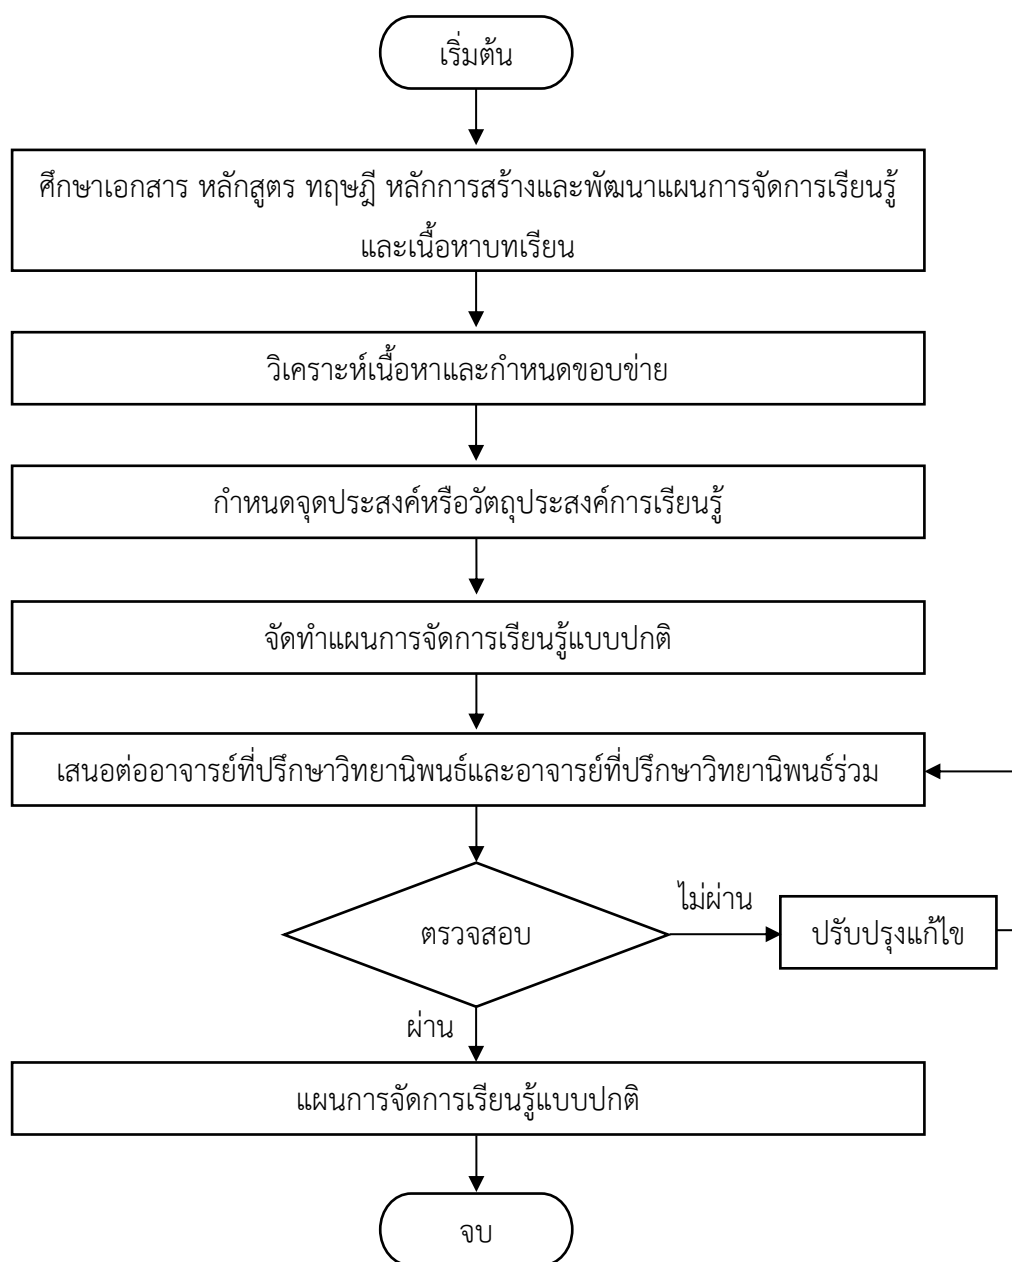 เริ่มต้น
ศึกษาเอกสาร หลักสูตร ทฤษฎี หลักการสร้างและพัฒนาแผนการจัดการเรียนรู้
และเนื้อหาบทเรียน
วิเคราะห์เนื้อหาและกำหนดขอบข่าย
กำหนดจุดประสงค์หรือวัตถุประสงค์การเรียนรู้
จัดทำแผนการจัดการเรียนรู้แบบปกติ
เสนอต่ออาจารย์ที่ปรึกษาวิทยานิพนธ์และอาจารย์ที่ปรึกษาวิทยานิพนธ์ร่วม
ไม่ผ่าน
ตรวจสอบ
ปรับปรุงแก้ไข
ผ่าน
แผนการจัดการเรียนรู้แบบปกติ
จบ